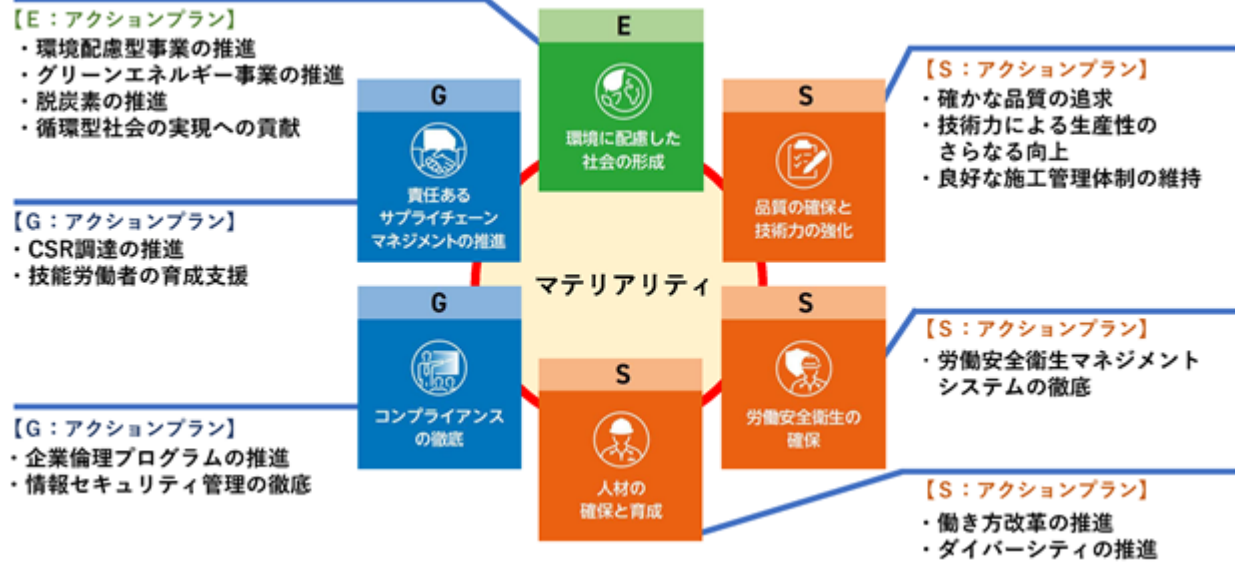 【E：アクションプラン】
・環境配慮型事業の推進
・グリーンエネルギー事業の推進
・脱炭素の推進
・循環型社会の実現への貢献
E
環境に配慮した
社会の形成
【S：アクションプラン】
・確かな品質の追求
・技術力による生産性の
さらなる向上
・良好な施工管理体制の維持
G
責任ある
サプライチェーン
マネジメントの推進
S
品質の確保と
技術力の強化
【G：アクションプラン】
・CSR調達の推進
・技能労働者の育成支援
マテリアリティ
G
コンプライアンス
の徹底
S
労働安全衛生の
確保
【S：アクションプラン】
・労働安全衛生マネジメント
システムの徹底
S
人材の
確保と育成
【G：アクションプラン】
・企業倫理プログラムの推進
・情報セキュリティ管理の徹底
【S：アクションプラン】
・働き方改革の推進
・ダイバーシティの推進